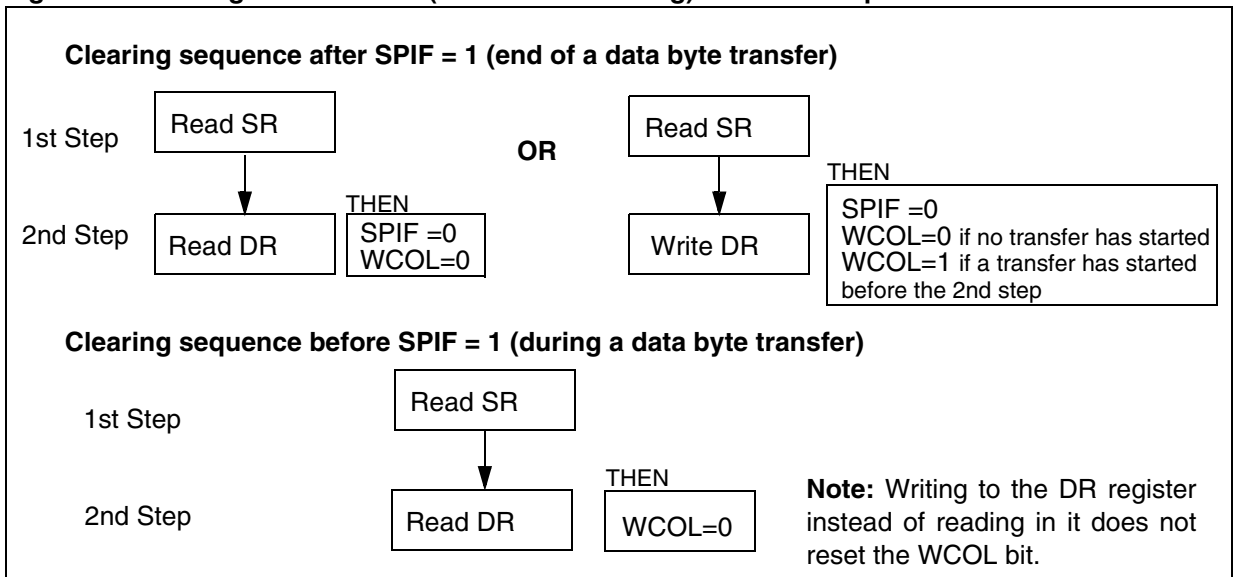 Clearing sequence after SPIF = 1 (end of a data byte transfer)
1st Step
Read SR
OR
Read SR
2nd Step
Read DR
THEN
SPIF =0
WCOL=0
Write DR
THEN
SPIF =0
WCOL=0 if no transfer has started
WCOL=1 if a transfer has started
before the 2nd step
Clearing sequence before SPIF = 1 (during a data byte transfer)
1st Step
Read SR
2nd Step
Read DR
THEN
WCOL=0
Note: Writing to the DR register
instead of reading in it does not
reset the WCOL bit.